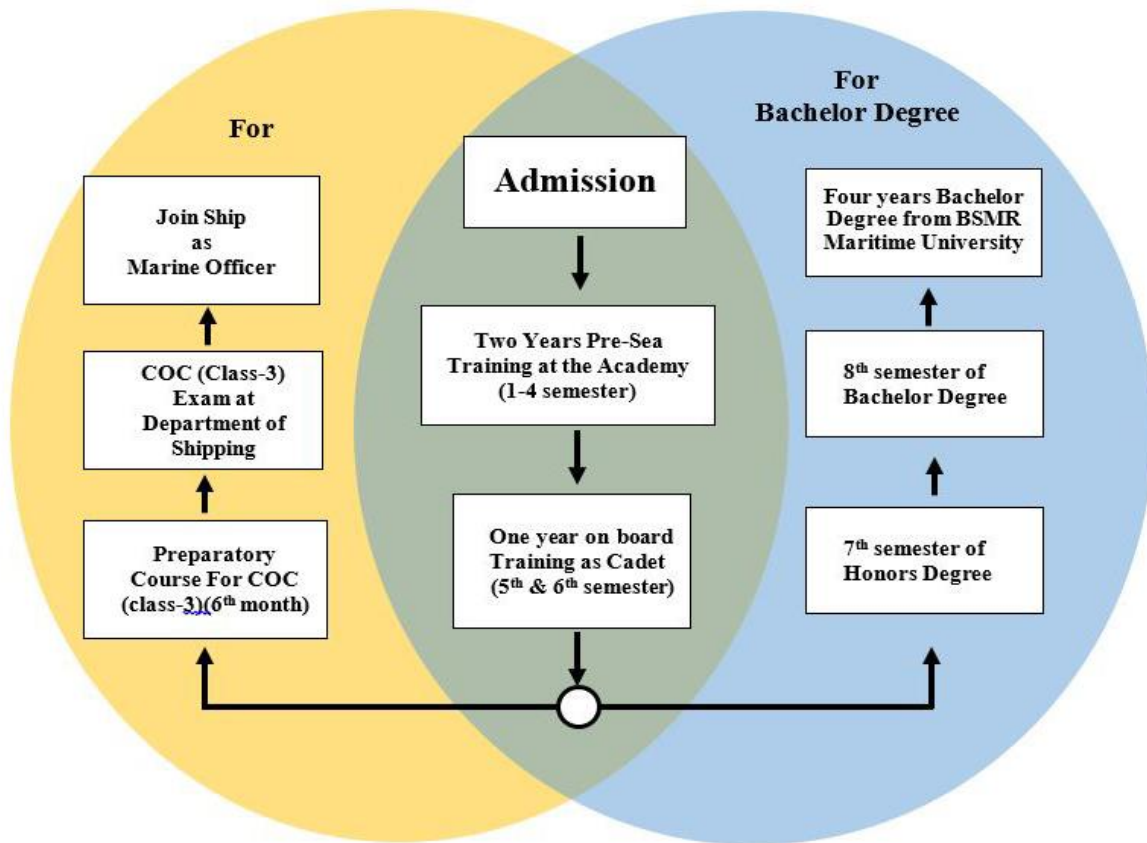 For
Join Ship
as
Marine Officer
COC (Class-3)
Exam at
Department of
Shipping
Preparatory
Course For COC
(class-3)(6th month)
Admission
Two Years Pre-Sea
Training at the Academy
(1-4 semester)
One year on board
Training as Cadet
(5th & 6th semester)
For
Bachelor Degree
Four years Bachelor
Degree from BSMR
Maritime University
8th semester of
Bachelor Degree
7th semester of
Honors Degree